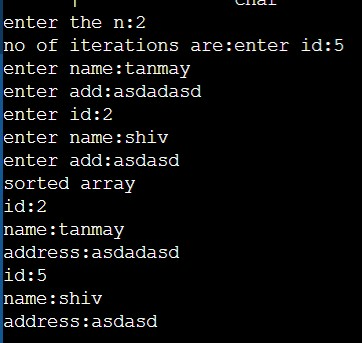 char
enter the n:2
no of iterations are:enter id:5
enter name:tanmay
enter add:asdadasd
enter id:2
enter name:shiv
enter add:asdasd
sorted array
id:2
name:tanmay
address:asdadasd
id:5
name:shiv
address:asdasd